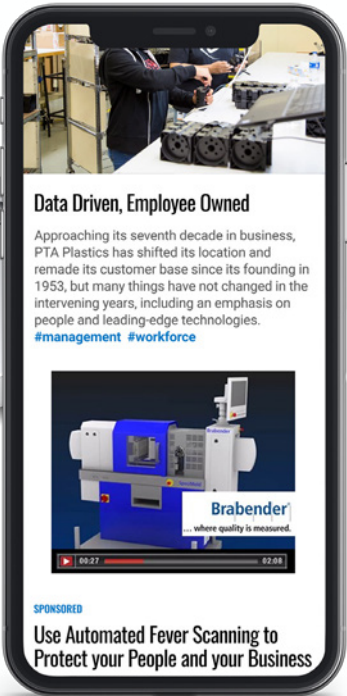 Data Driven, Employee Owned
Approaching its seventh decade in business,
PTA Plastics has shifted its location and
remade its customer base since its founding in
1953, but many things have not changed in the
intervening years, including an emphasis on
people and leading-edge technologies.
#management #workforce
Brabender
Brabender
... where quality is measured.
00:27 02:08
SPONSORED
Use Automated Fever Scanning to
Protect your People and your Business